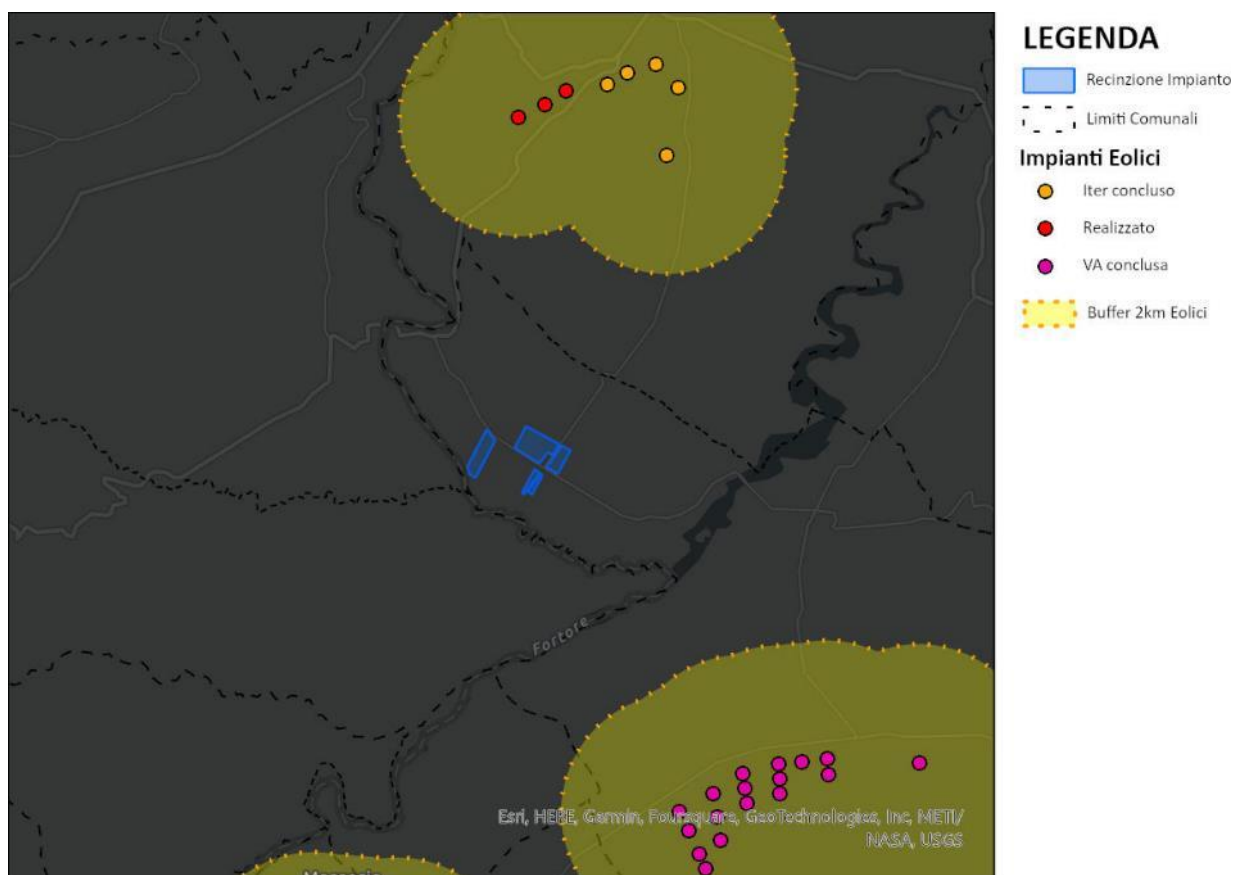 LEGENDA
Recinzione Impianto
Limiti Comunali
Impianti Eolici
Iter concluso
Realizzato
VA conclusa
Buffer 2km Eolici
Fortore
Esri, HERE, Garmin, Foursquare, GeoTechnologies, Inc, METI/
NASA, USGS